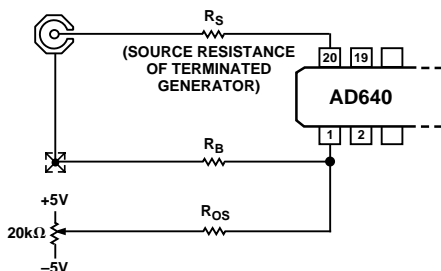 R_S
(SOURCE RESISTANCE
OF TERMINATED
GENERATOR)
20 19
AD640
1 2
R_B
+5V
R_OS
20kΩ
–5V